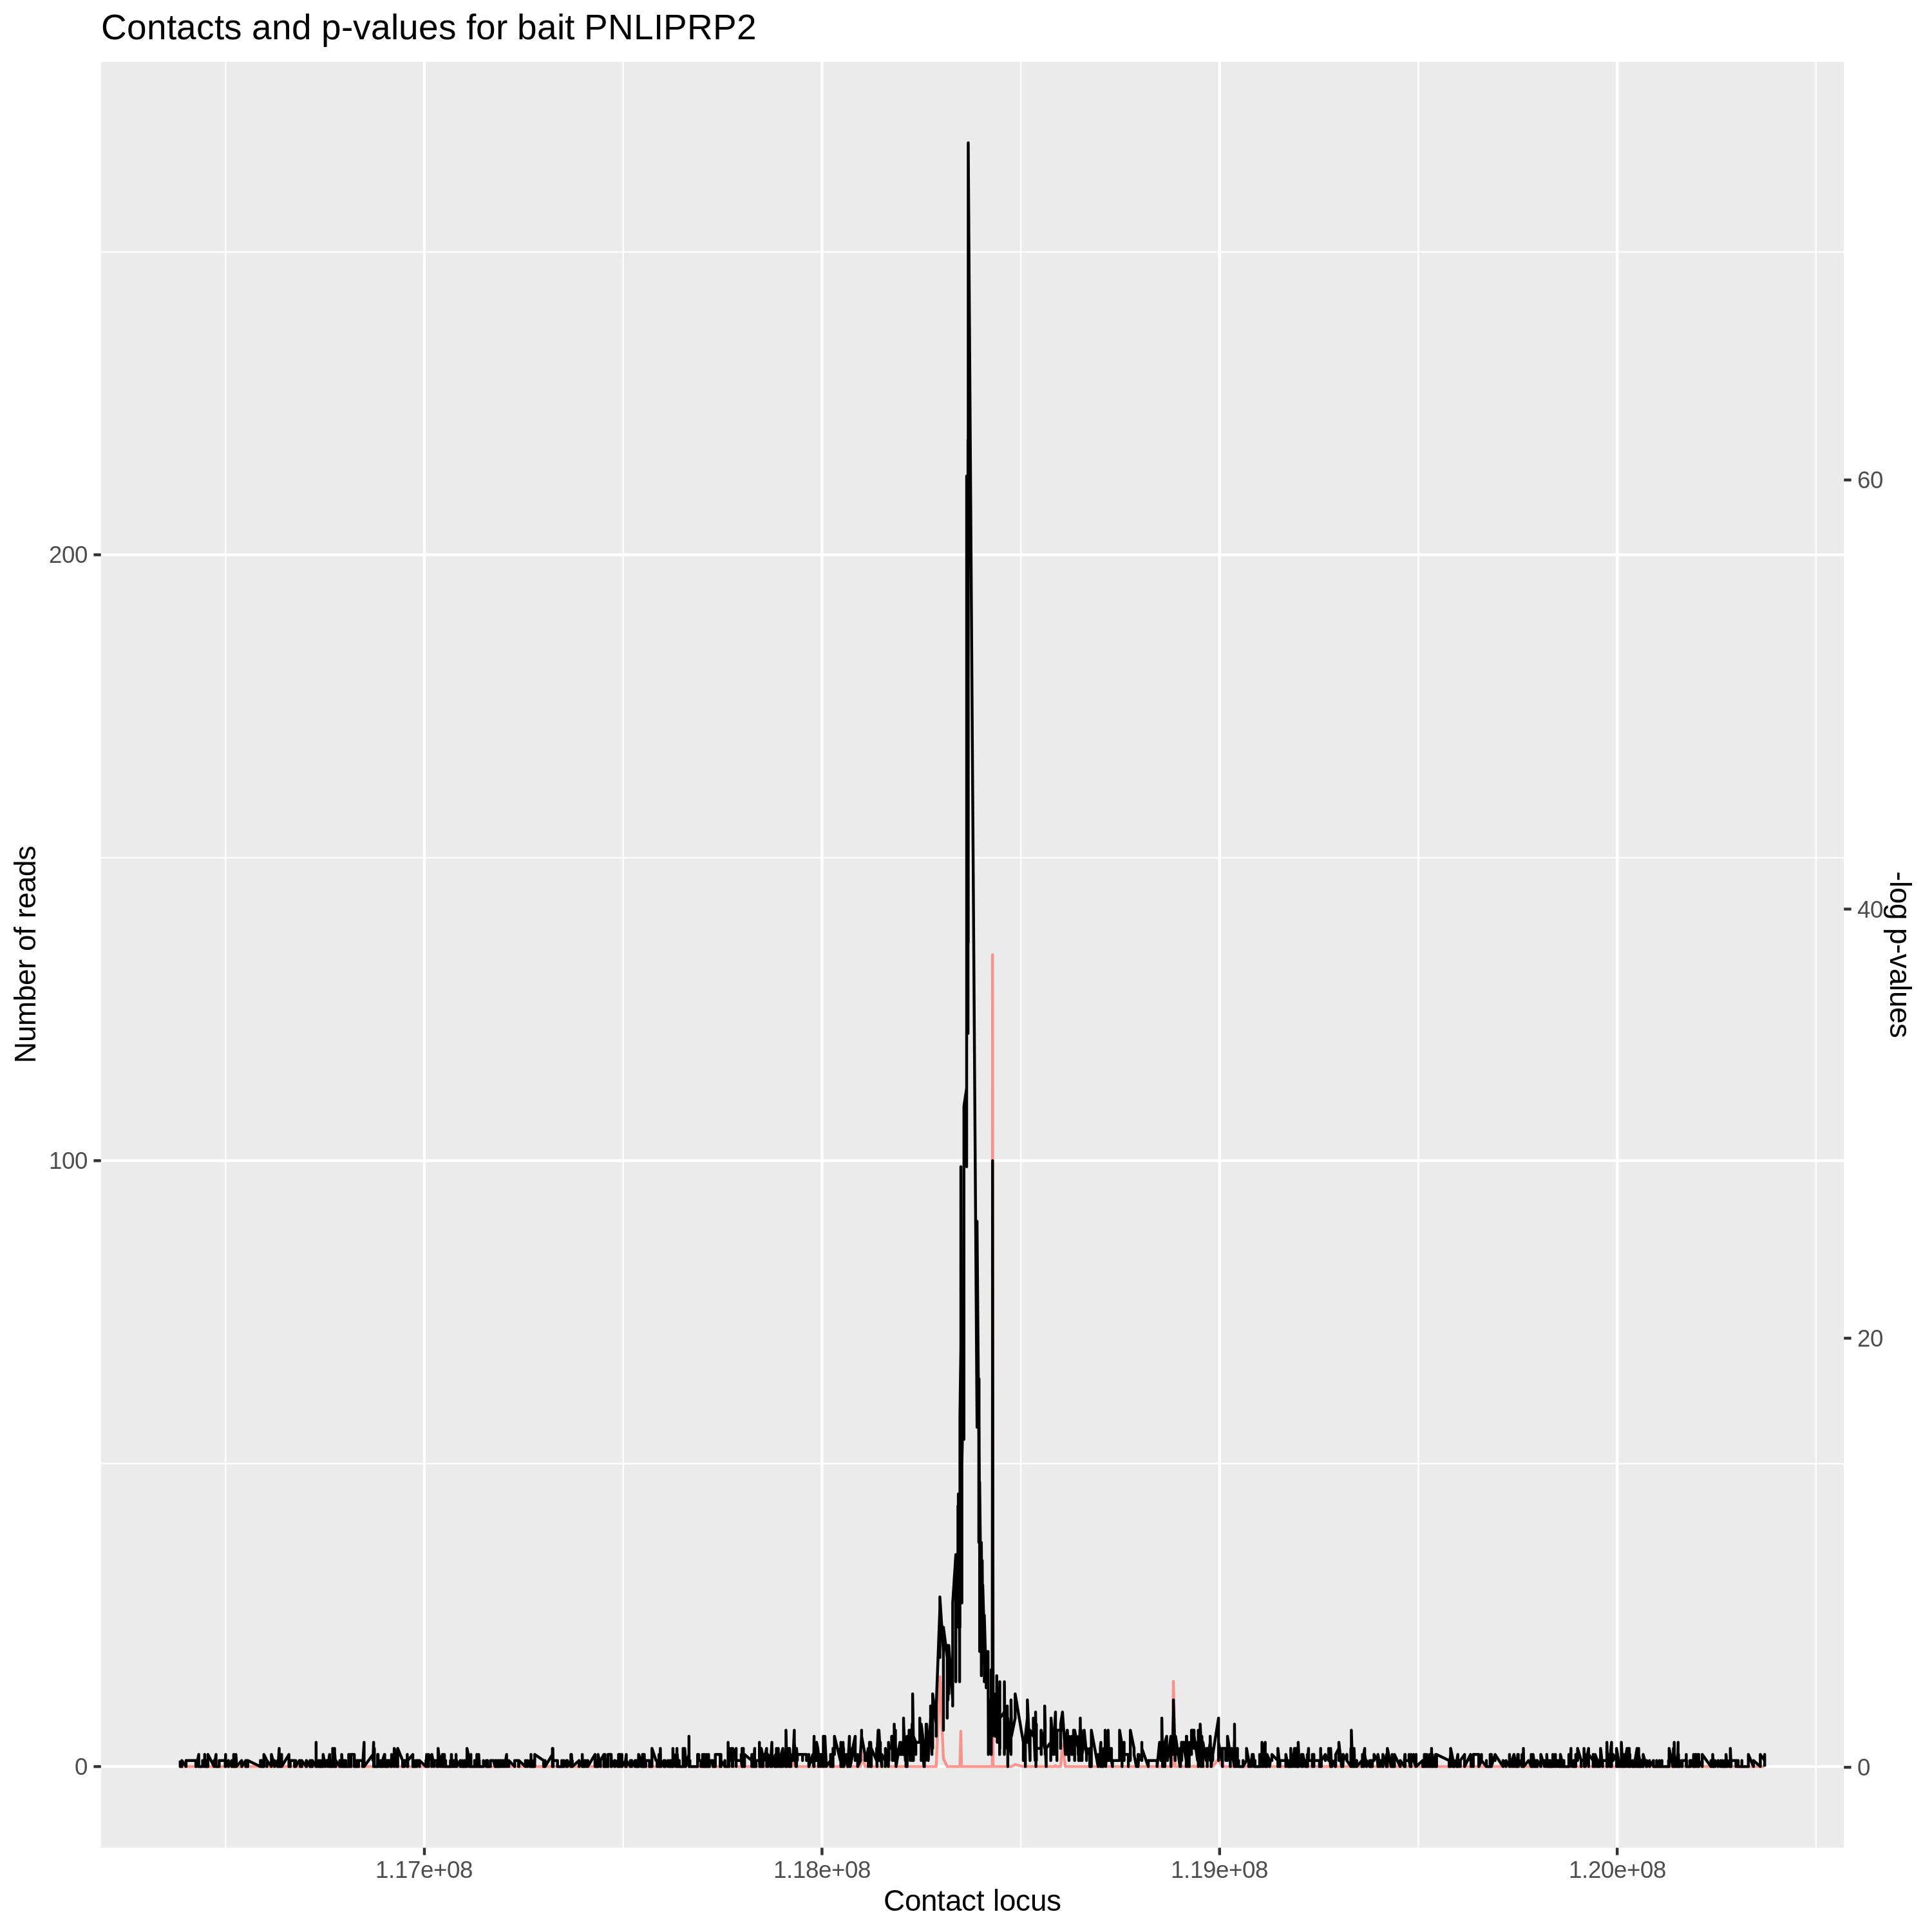 Contacts and p-values for bait PNLIPRP2
Number of reads
200
100
0
60
40
20
0
-log p-values
1.17e+08
1.18e+08
1.19e+08
1.20e+08
Contact locus